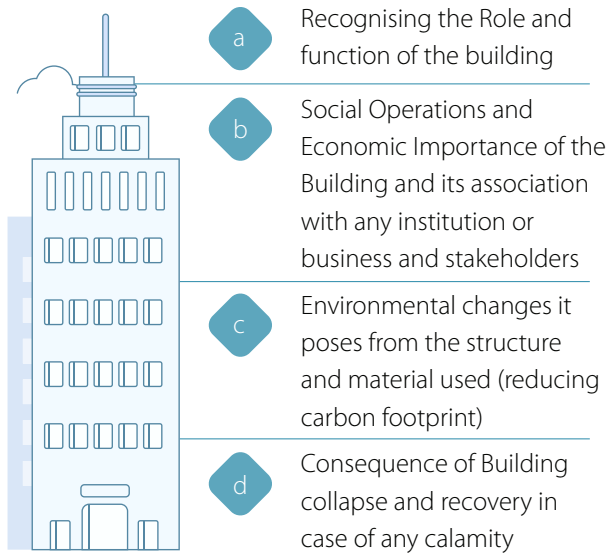 a
Recognising the Role and
function of the building
b
Social Operations and
Economic Importance of the
Building and its association
with any institution or
business and stakeholders
c
Environmental changes it
poses from the structure
and material used (reducing
carbon footprint)
d
Consequence of Building
collapse and recovery in
case of any calamity